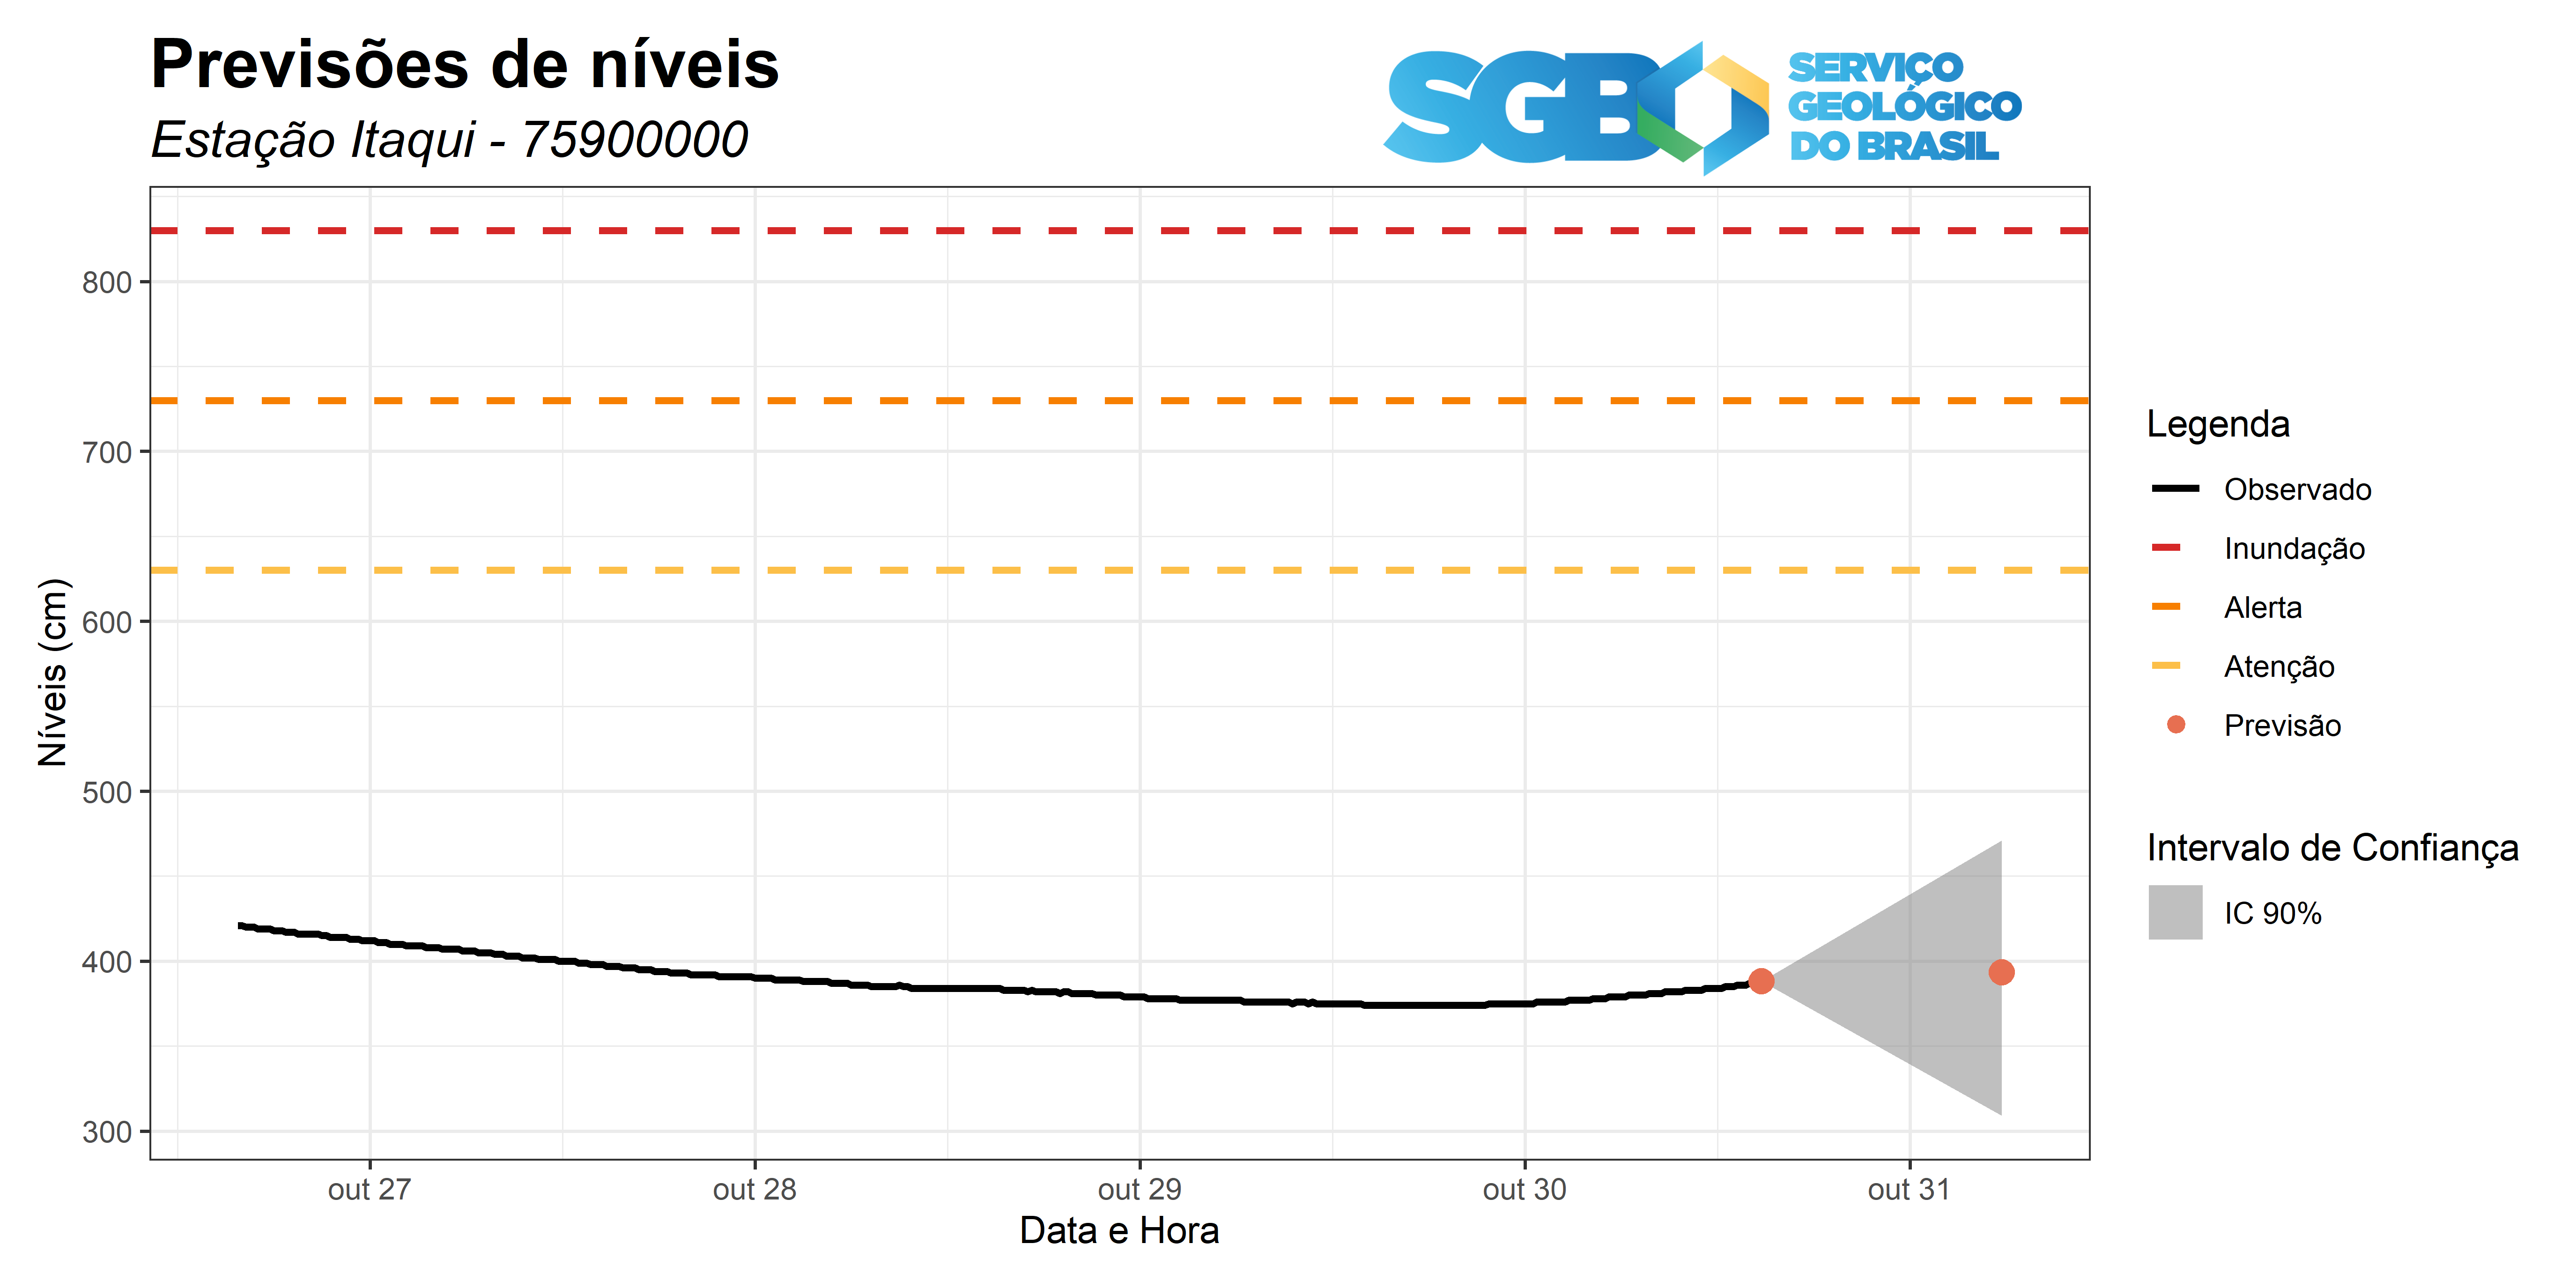 Previsões de níveis
Estação Itaqui - 75900000
SGB
SERVIÇO
GEOLÓGICO
DO BRASIL
Níveis (cm)
800
700
600
500
400
300
out 27
out 28
out 29
out 30
out 31
Data e Hora
Legenda
Observado
Inundação
Alerta
Atenção
Previsão
Intervalo de Confiança
IC 90%